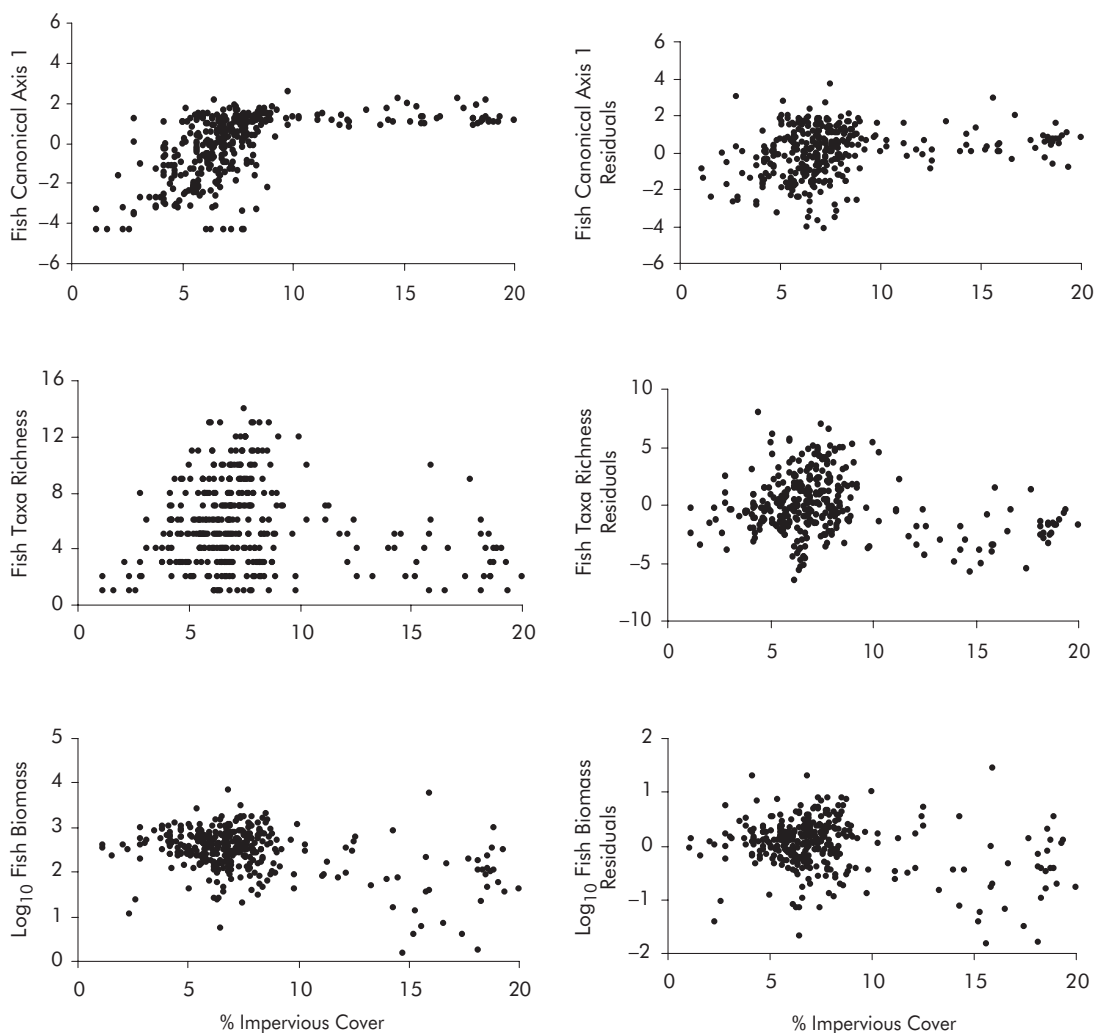 Fish Canonical Axis 1
6
4
2
0
−2
−4
−6
0 5 10 15 20
Fish Canonical Axis 1
Residuals
6
4
2
0
−2
−4
−6
0 5 10 15 20
Fish Taxa Richness
16
12
8
4
0
0 5 10 15 20
Fish Taxa Richness
Residuals
10
5
0
−5
−10
0 5 10 15 20
Log10 Fish Biomass
5
4
3
2
1
0
0 5 10 15 20
% Impervious Cover
Log10 Fish Biomass
Residuals
2
1
0
−1
−2
0 5 10 15 20
% Impervious Cover